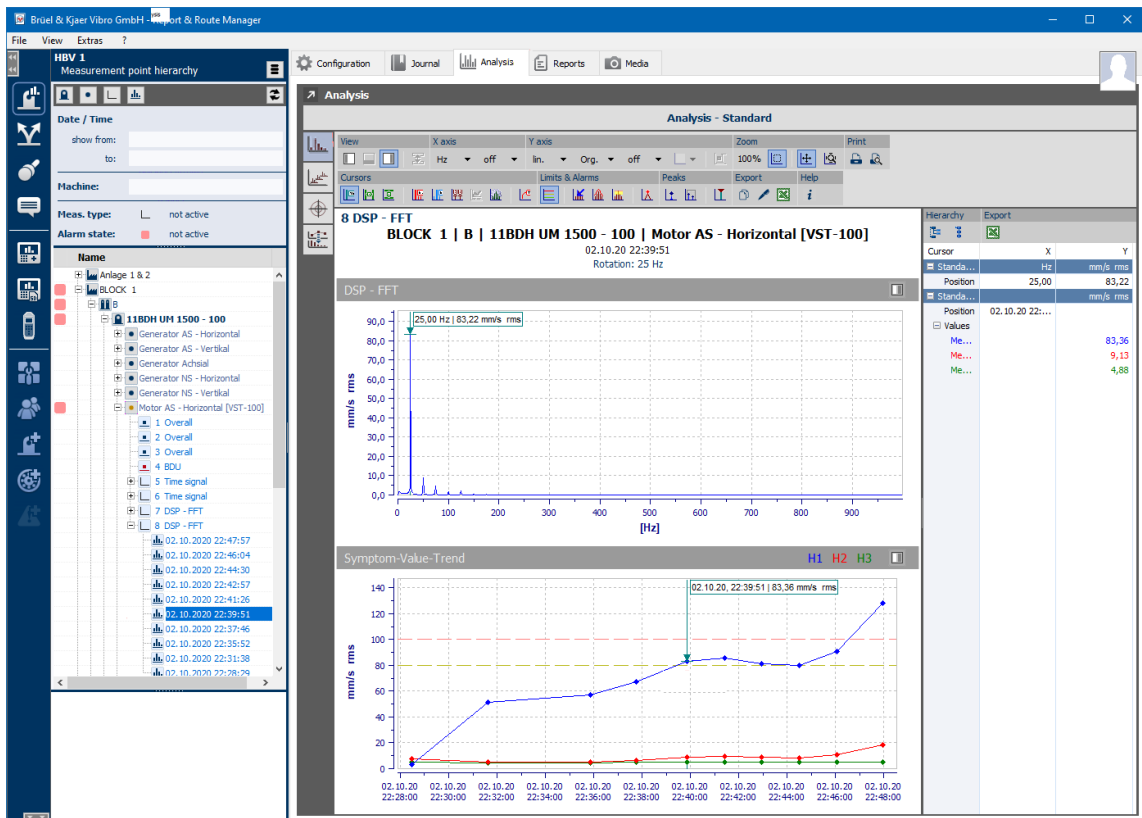 Brüel & Kjaer Vibro GmbH - Report & Route Manager
File View Extras ?
HBV 1
Measurement point hierarchy
Configuration Journal Analysis Reports Media
Analysis
Analysis - Standard
Date / Time
show from:
to:
Machine:
Meas. type: not active
Alarm state: not active
Name
Anlage 1 & 2
BLOCK 1
B
11BDH UM 1500 - 100
Generator AS - Horizontal
Generator AS - Vertikal
Generator Achsial
Generator NS - Horizontal
Generator NS - Vertikal
Motor AS - Horizontal [VST-100]
1 Overall
2 Overall
3 Overall
4 BDU
5 Time signal
6 Time signal
7 DSP - FFT
8 DSP - FFT
02.10.2020 22:47:57
02.10.2020 22:46:04
02.10.2020 22:44:30
02.10.2020 22:42:57
02.10.2020 22:41:26
02.10.2020 22:39:51
02.10.2020 22:37:46
02.10.2020 22:35:52
02.10.2020 22:31:38
02.10.2020 22:28:29
View X axis Y axis Zoom Print
Hz off lin. Org. off 100%
Cursors Limits & Alarms Peaks Export Help
i
8 DSP - FFT
BLOCK 1 | B | 11BDH UM 1500 - 100 | Motor AS - Horizontal [VST-100]
02.10.2020 22:39:51
Rotation: 25 Hz
DSP - FFT
25,00 Hz | 83,22 mm/s rms
90,0
80,0
70,0
60,0
50,0
40,0
30,0
20,0
10,0
0,0
mm/s rms
0 100 200 300 400 500 600 700 800 900
[Hz]
Symptom-Value-Trend H1 H2 H3
02.10.20, 22:39:51 | 83,36 mm/s rms
140
120
100
80
60
40
20
0
mm/s rms
02.10.20 02.10.20 02.10.20 02.10.20 02.10.20 02.10.20 02.10.20 02.10.20 02.10.20 02.10.20 02.10.20
22:28:00 22:30:00 22:32:00 22:34:00 22:36:00 22:38:00 22:40:00 22:42:00 22:44:00 22:46:00 22:48:00
Hierarchy Export
Cursor X Y
Standa... Hz mm/s rms
Position 25,00 83,22
Standa... mm/s rms
Position 02.10.20 22:...
Values
Me... 83,36
Me... 9,13
Me... 4,88